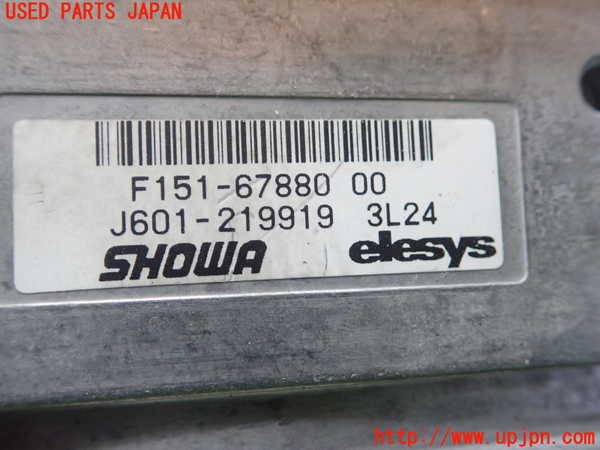 USED PARTS JAPAN
F151-67880 00
J601-219919 3L24
SHOWA elesys
http://www.upjpn.com/